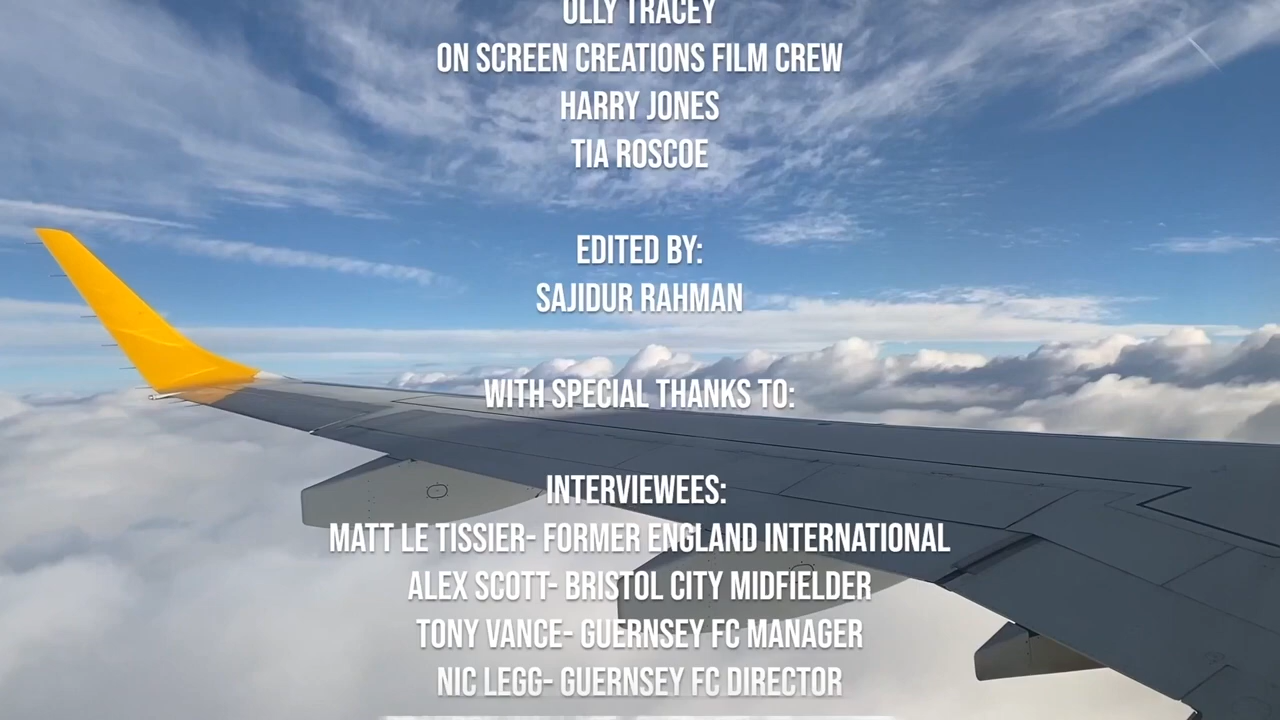 OLLY TRACEY
ON SCREEN CREATIONS FILM CREW
HARRY JONES
TIA ROSCOE
EDITED BY:
SAJIDUR RAHMAN
WITH SPECIAL THANKS TO:
INTERVIEWEES:
MATT LE TISSIER- FORMER ENGLAND INTERNATIONAL
ALEX SCOTT- BRISTOL CITY MIDFIELDER
TONY VANCE- GUERNSEY FC MANAGER
NIC LEGG- GUERNSEY FC DIRECTOR